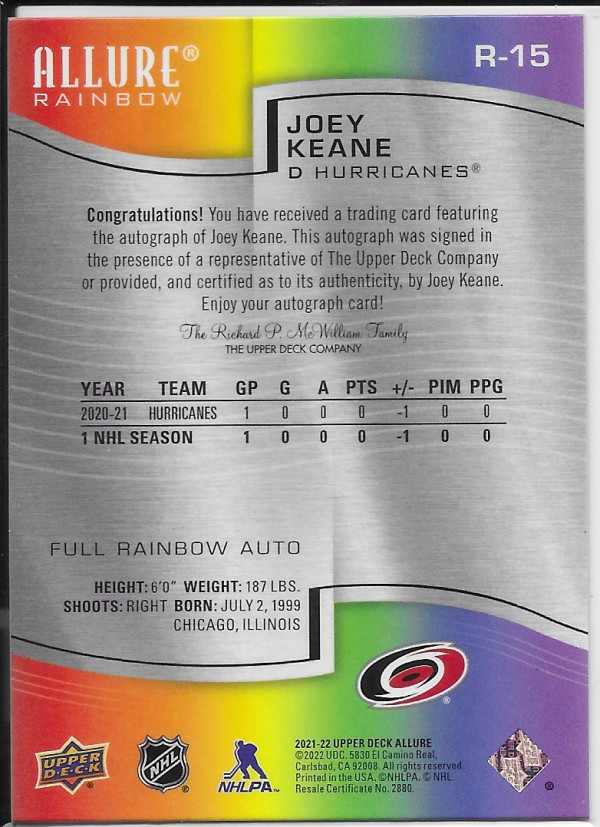 ALLURE®
RAINBOW
R-15
JOEY
KEANE
D HURRICANES®
Congratulations! You have received a trading card featuring
the autograph of Joey Keane. This autograph was signed in
the presence of a representative of The Upper Deck Company
or provided, and certified as to its authenticity, by Joey Keane.
Enjoy your autograph card!
The Richard P. McWilliam Family
THE UPPER DECK COMPANY
YEAR TEAM GP G A PTS +/- PIM PPG
2020-21 HURRICANES 1 0 0 0 -1 0 0
1 NHL SEASON 1 0 0 0 -1 0 0
FULL RAINBOW AUTO
HEIGHT: 6'0" WEIGHT: 187 LBS.
SHOOTS: RIGHT BORN: JULY 2, 1999
CHICAGO, ILLINOIS
UPPER
D·E·C·K
®
NHL
®
NHLPA™
2021-22 UPPER DECK ALLURE
©2022 UDC. 5830 El Camino Real,
Carlsbad, CA 92008. All rights reserved.
Printed in the USA. ©NHLPA. © NHL.
Resale Certificate No. 2880.
®
®